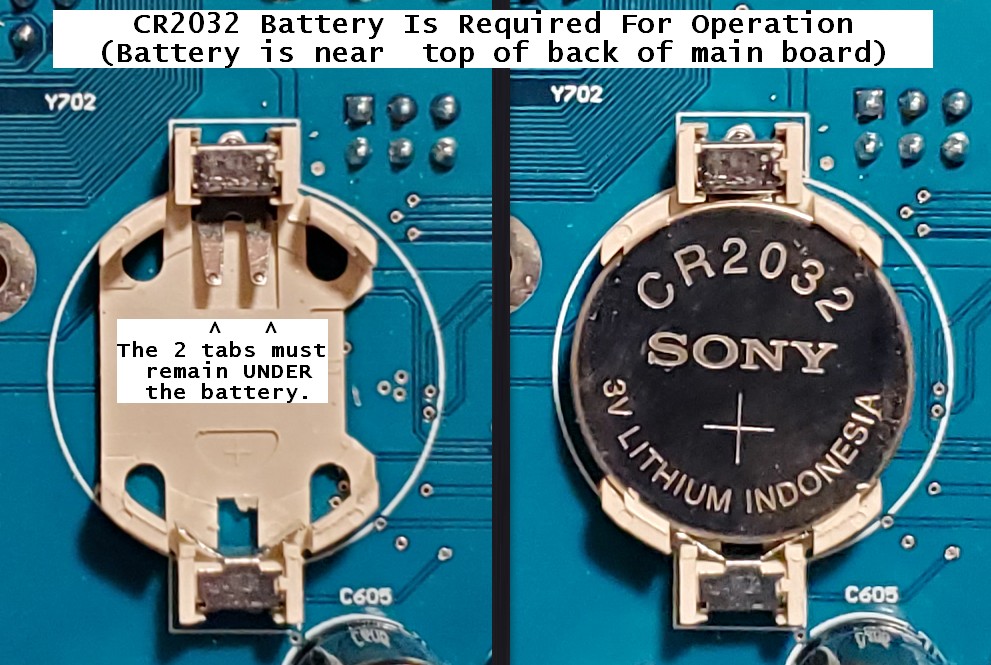 CR2032 Battery Is Required For Operation
(Battery is near  top of back of main board)
Y702
^ ^
The 2 tabs must
remain UNDER
the battery.
C605
Y702
CR2032
SONY
+
3V LITHIUM INDONESIA
C605